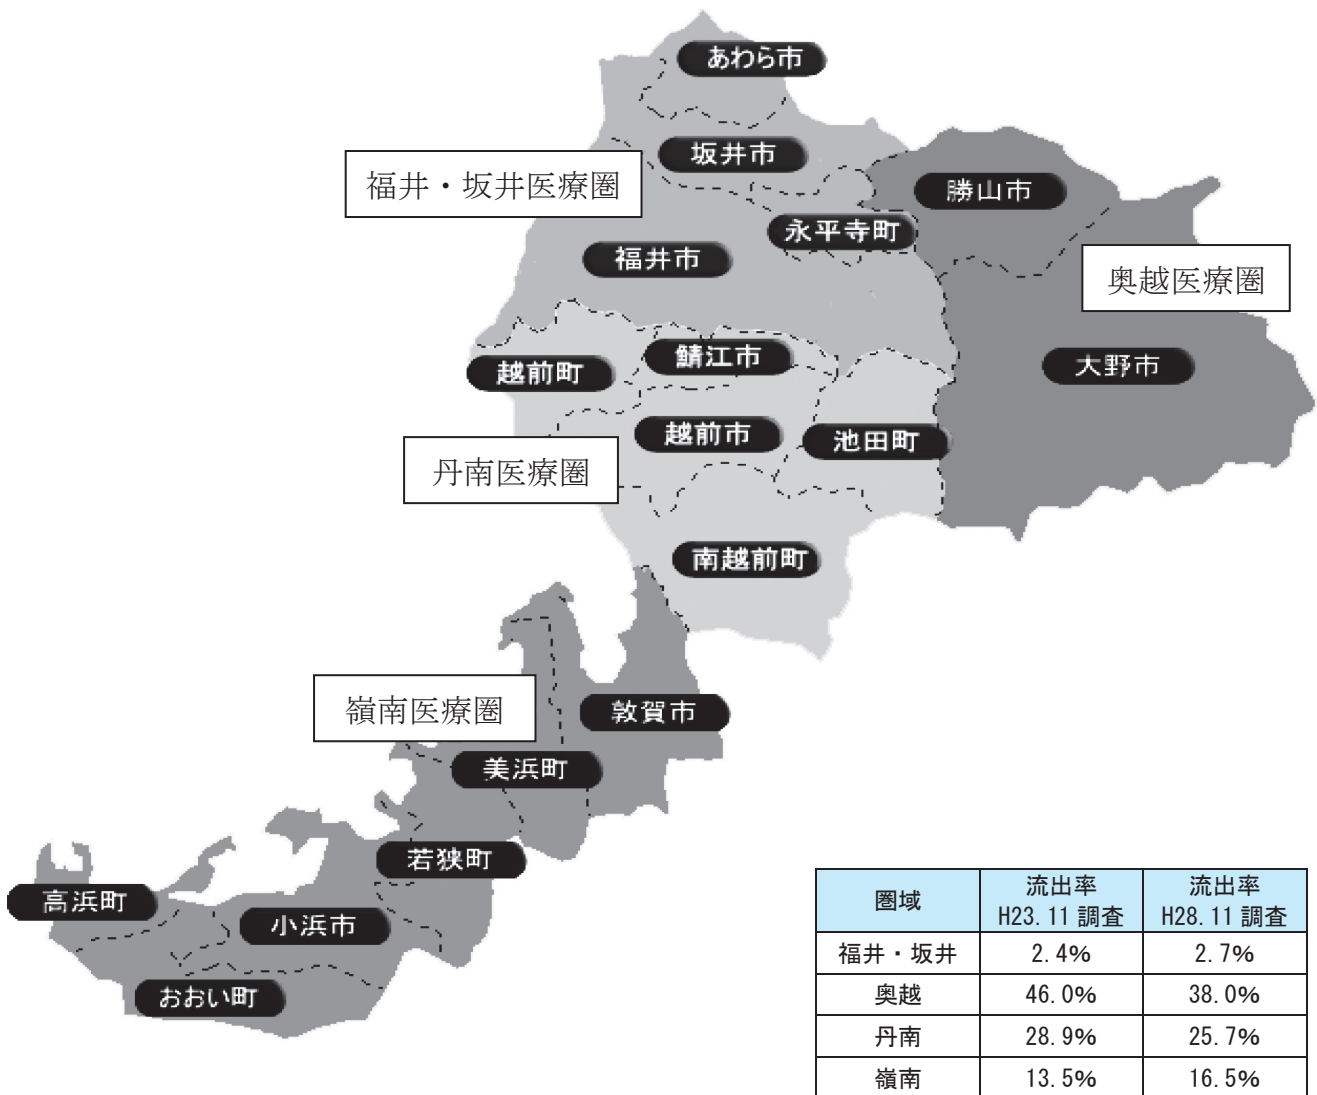 あわら市
坂井市
福井・坂井医療圏
勝山市
永平寺町
福井市
奥越医療圏
鯖江市
越前町
大野市
越前市
池田町
丹南医療圏
南越前町
嶺南医療圏
敦賀市
美浜町
若狭町
高浜町
小浜市
おおい町
圏域 流出率 H23.11 調査 流出率 H28.11 調査
福井・坂井 2.4% 2.7%
奥越 46.0% 38.0%
丹南 28.9% 25.7%
嶺南 13.5% 16.5%